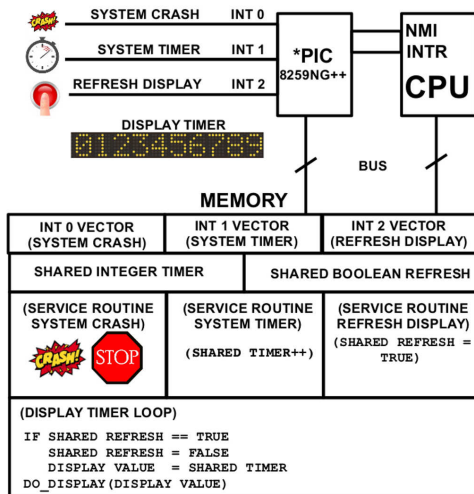 SYSTEM CRASH INT 0
SYSTEM TIMER INT 1
REFRESH DISPLAY INT 2
*PIC
8259NG++
NMI
INTR
CPU
DISPLAY TIMER
0123456789
BUS
MEMORY
INT 0 VECTOR
(SYSTEM CRASH)
INT 1 VECTOR
(SYSTEM TIMER)
INT 2 VECTOR
(REFRESH DISPLAY)
SHARED INTEGER TIMER
SHARED BOOLEAN REFRESH
(SERVICE ROUTINE
SYSTEM CRASH)
CRASH!
STOP
(SERVICE ROUTINE
SYSTEM TIMER)
(SHARED TIMER++)
(SERVICE ROUTINE
REFRESH DISPLAY)
(SHARED REFRESH =
TRUE)
(DISPLAY TIMER LOOP)
IF SHARED REFRESH == TRUE
SHARED REFRESH = FALSE
DISPLAY VALUE = SHARED TIMER
DO_DISPLAY(DISPLAY VALUE)